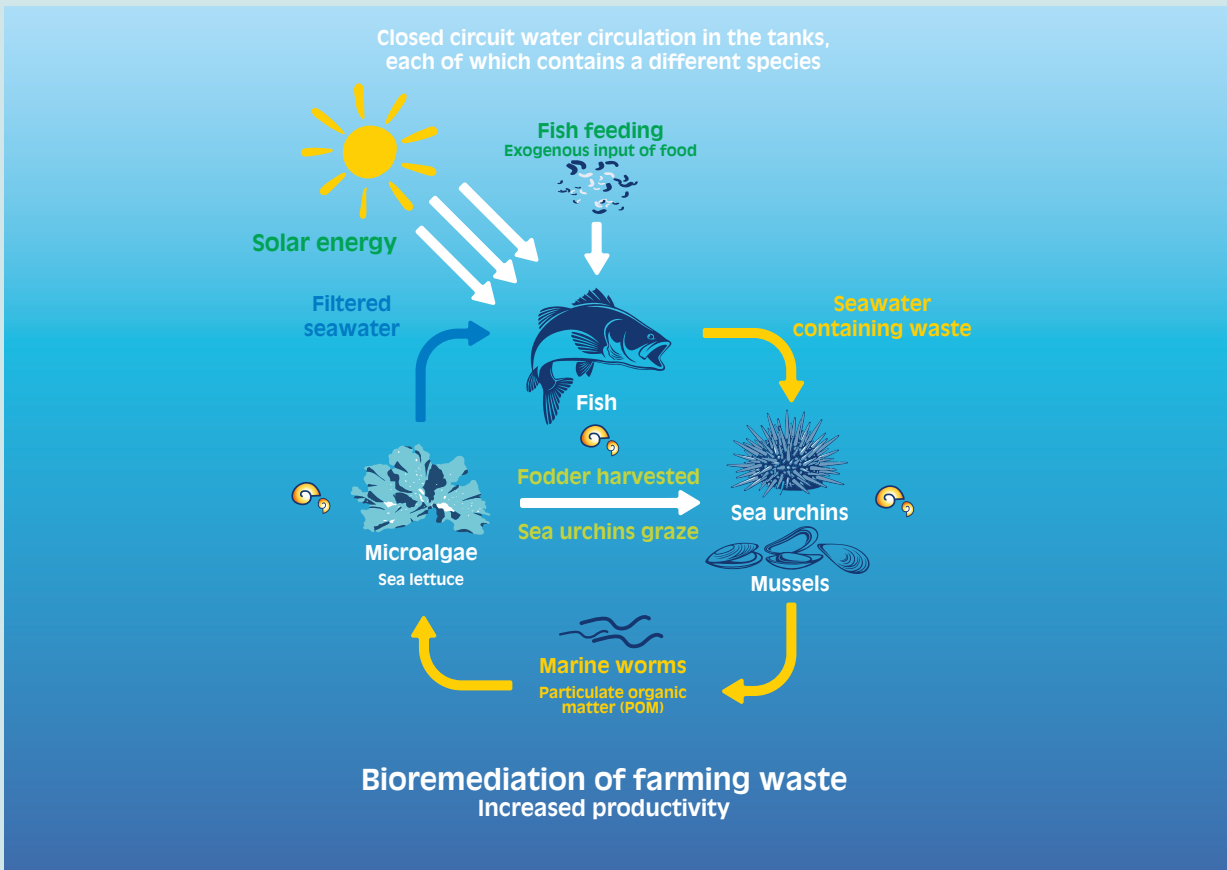 Closed circuit water circulation in the tanks,
each of which contains a different species
Fish feeding
Exogenous input of food
Solar energy
Filtered
seawater
Seawater
containing waste
Fish
Fodder harvested
Sea urchins graze
Sea urchins
Microalgae
Sea lettuce
Mussels
Marine worms
Particulate organic
matter (POM)
Bioremediation of farming waste
Increased productivity